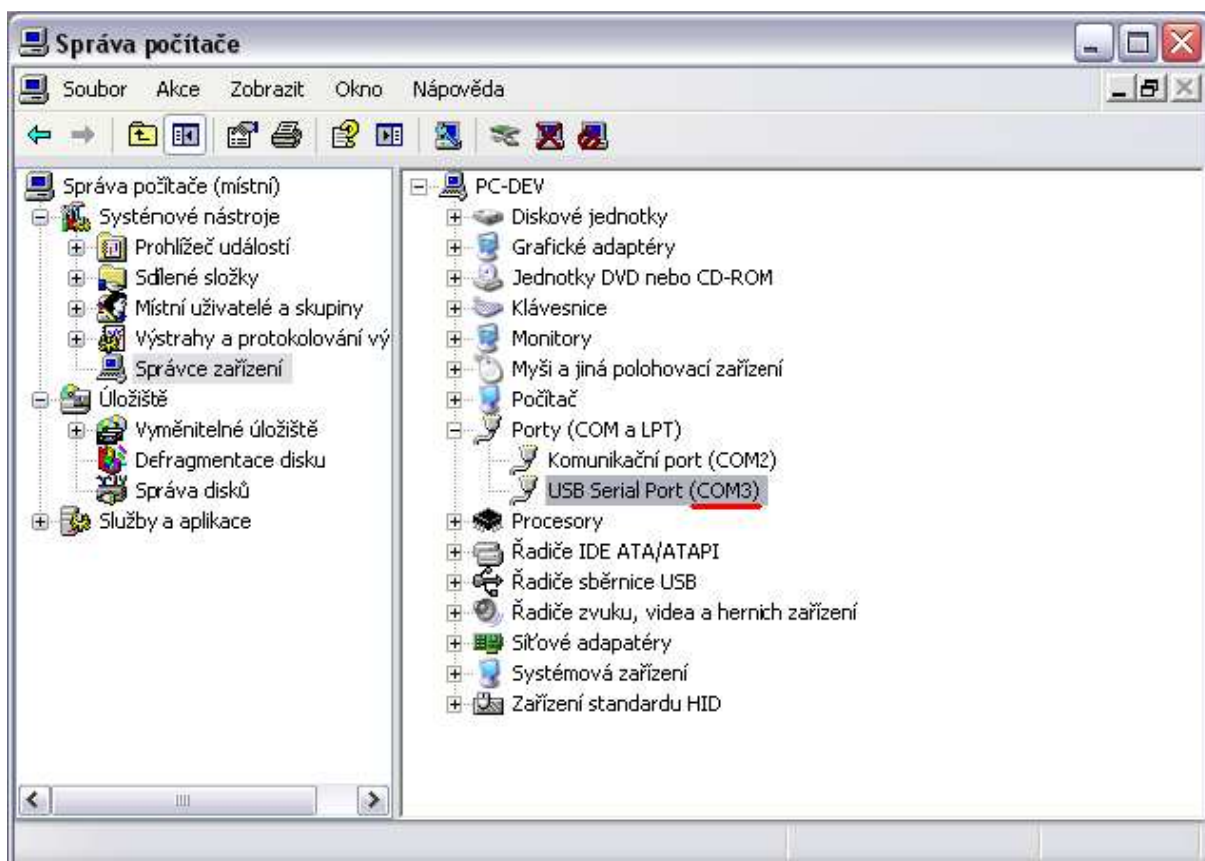 Správa počítače
Soubor Akce Zobrazit Okno Nápověda
Správa počítače (místní)
Systémové nástroje
Prohlížeč událostí
Sdílené složky
Místní uživatelé a skupiny
Výstrahy a protokolování vý
Správce zařízení
Úložiště
Vyměnitelné úložiště
Defragmentace disku
Správa disků
Služby a aplikace
PC-DEV
Diskové jednotky
Grafické adaptéry
Jednotky DVD nebo CD-ROM
Klávesnice
Monitory
Myši a jiná polohovací zařízení
Počítač
Porty (COM a LPT)
Komunikační port (COM2)
USB Serial Port (COM3)
Procesory
Řadiče IDE ATA/ATAPI
Řadiče sběrnice USB
Řadiče zvuku, videa a hernich zařízení
Síťové adapatéry
Systémová zařízení
Zařízení standardu HID